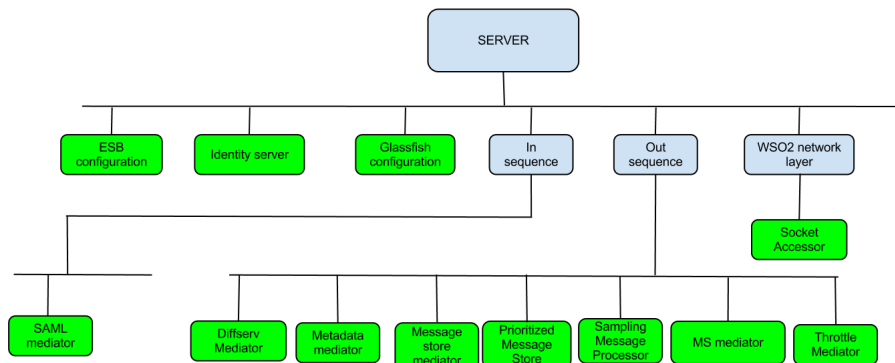 SERVER
ESB
configuration
Identity server
Glassfish
configuration
In
sequence
Out
sequence
WSO2 network
layer
Socket
Accessor
SAML
mediator
Diffserv
Mediator
Metadata
mediator
Message
store
mediator
Prioritized
Message
Store
Sampling
Message
Processor
MS mediator
Throttle
Mediator